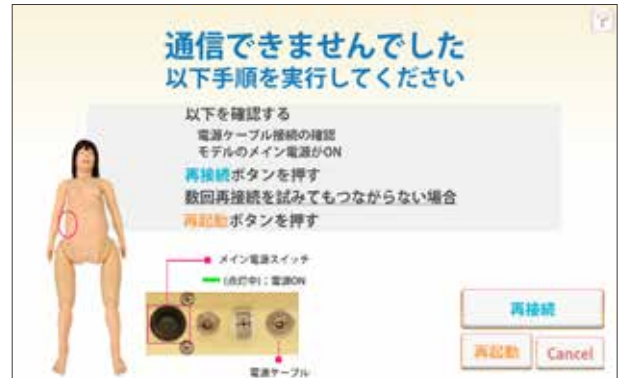 通信できませんでした
以下手順を実行してください
以下を確認する
電源ケーブル接続の確認
モデルのメイン電源がON
再接続ボタンを押す
数回再接続を試みてもつながらない場合
再起動ボタンを押す
メイン電源スイッチ
(点灯中)：電源ON
電源ケーブル
再接続
再起動
Cancel